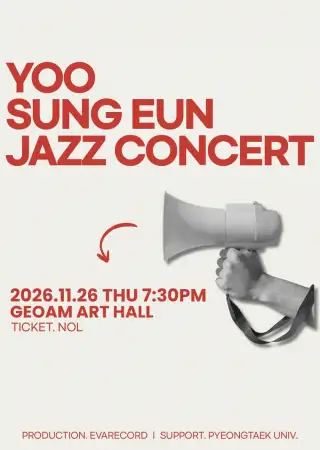 YOO
SUNG EUN
JAZZ CONCERT
2026.11.26 THU 7:30PM
GEOAM ART HALL
TICKET. NOL
PRODUCTION. EVARECORD | SUPPORT. PYEONGTAEK UNIV.